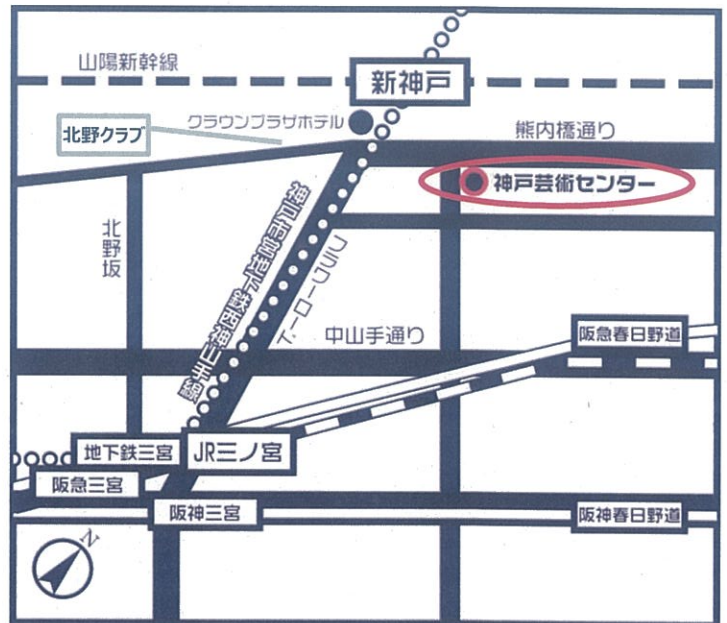 山陽新幹線
新神戸
北野クラブ
クラウンプラザホテル
熊内橋通り
神戸芸術センター
北野坂
神戸市営地下鉄西神山手線
フラワーロード
中山手通り
阪急春日野道
地下鉄三宮
JR三ノ宮
阪急三宮
阪神三宮
阪神春日野道
N